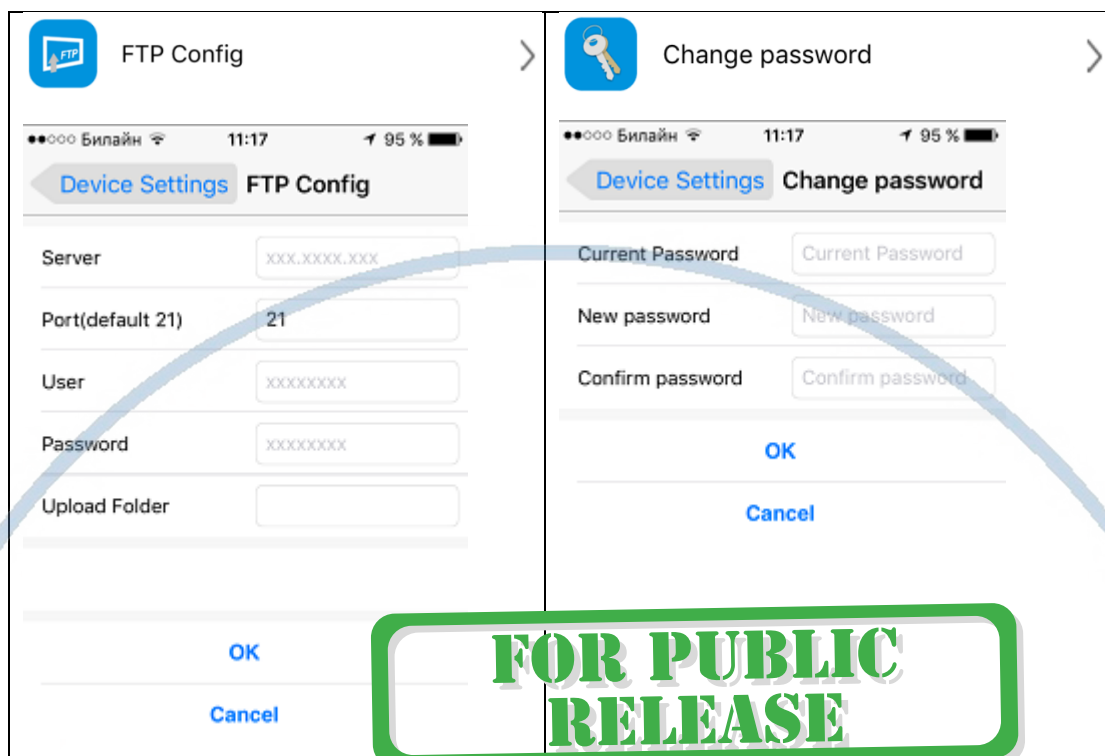 FTP
FTP Config
Билайн 11:17 95 %
Device Settings FTP Config
Server xxx.xxxx.xxx
Port(default 21) 21
User xxxxxxxx
Password xxxxxxxx
Upload Folder
OK
Cancel
Change password
Билайн 11:17 95 %
Device Settings Change password
Current Password Current Password
New password New password
Confirm password Confirm password
OK
Cancel
FOR PUBLIC
RELEASE